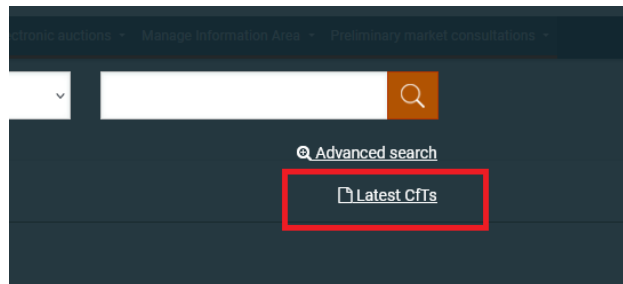 ctronic auctions Manage Information Area Preliminary market consultations
Advanced search
Latest CfTs